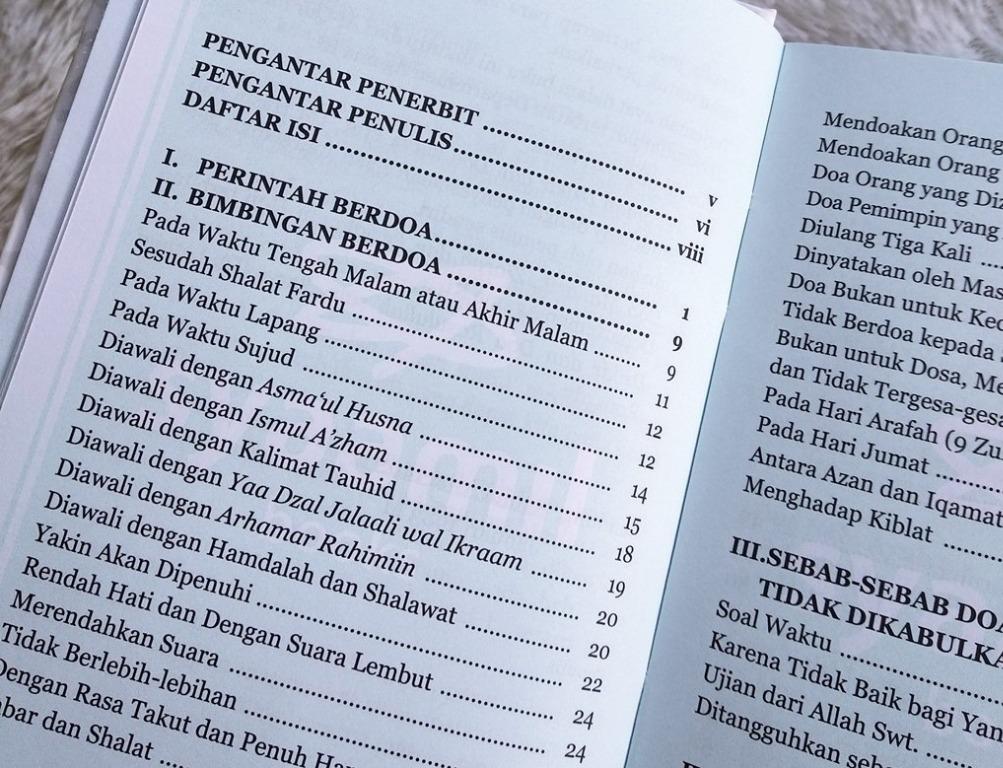 PENGANTAR PENERBIT .......... v
PENGANTAR PENULIS .......... vi
DAFTAR ISI .......... viii
I. PERINTAH BERDOA .......... 1
II. BIMBINGAN BERDOA .......... 9
Pada Waktu Tengah Malam atau Akhir Malam .......... 9
Sesudah Shalat Fardu .......... 11
Pada Waktu Lapang .......... 12
Pada Waktu Sujud .......... 12
Diawali dengan Asma‘ul Husna .......... 14
Diawali dengan Ismul A’zham .......... 15
Diawali dengan Kalimat Tauhid .......... 18
Diawali dengan Yaa Dzal Jalaali wal Ikraam .......... 19
Diawali dengan Arhamar Rahimiin .......... 20
Diawali dengan Hamdalah dan Shalawat .......... 20
Yakin Akan Dipenuhi .......... 22
Rendah Hati dan Dengan Suara Lembut .......... 24
Merendahkan Suara .......... 24
Tidak Berlebih-lebihan ..........
Dengan Rasa Takut dan Penuh
dan Shalat ..........
Mendoakan Orang
Mendoakan Orang
Doa Orang yang
Doa Pemimpin yang
Diulang Tiga Kali ....
Dinyatakan oleh
Doa Bukan untuk
Tidak Berdoa kepada
Bukan untuk Dosa,
dan Tidak
Pada Hari Arafah (9
Pada Hari Jumat ..........
Antara Azan dan
Menghadap Kiblat ..........
III.SEBAB-SEBAB
TIDAK
Soal Waktu ..........
Karena Tidak Baik bagi
Ujian dari Allah Swt. ..........
Ditangguhkan